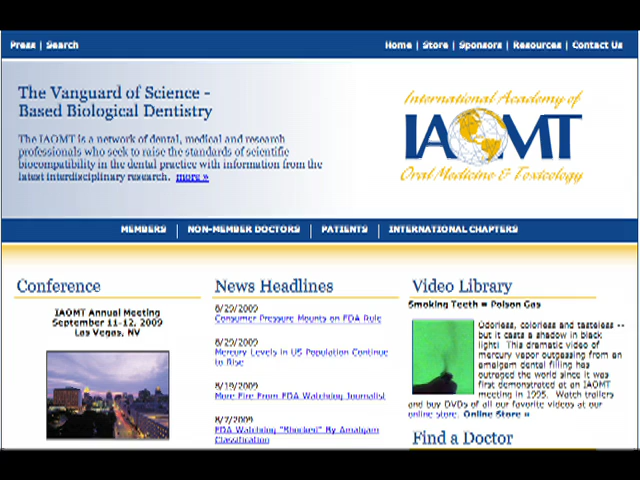 Press | Search
Home | Store | Sponsors | Resources | Contact Us
The Vanguard of Science -
Based Biological Dentistry
The IAOMT is a network of dental, medical and research
professionals who seek to raise the standards of scientific
biocompatibility in the dental practice with information from the
latest interdisciplinary research. more »
International Academy of
IAOMT
Oral Medicine & Toxicology
MEMBERS | NON-MEMBER DOCTORS | PATIENTS | INTERNATIONAL CHAPTERS
Conference
IAOMT Annual Meeting
September 11-12, 2009
Las Vegas, NV
News Headlines
8/29/2009
Consumer Pressure Mounts on FDA Rule
8/29/2009
Mercury Levels in US Population Continue
to Rise
8/19/2009
More Fire From FDA Watching Journalist
8/7/2009
FDA Watching "Shocked" By Amalgam
Classification
Video Library
Smoking Teeth = Poison Gas
Odorless, colorless and tasteless --
but it casts a shadow in black
light! This dramatic video of
mercury vapor outgassing from an
amalgam dental filling has
outraged the world since it was
first demonstrated at an IAOMT
meeting in 1995. Watch trailers
and buy DVDs of all our favorite videos at our
online store. Online Store »
Find a Doctor